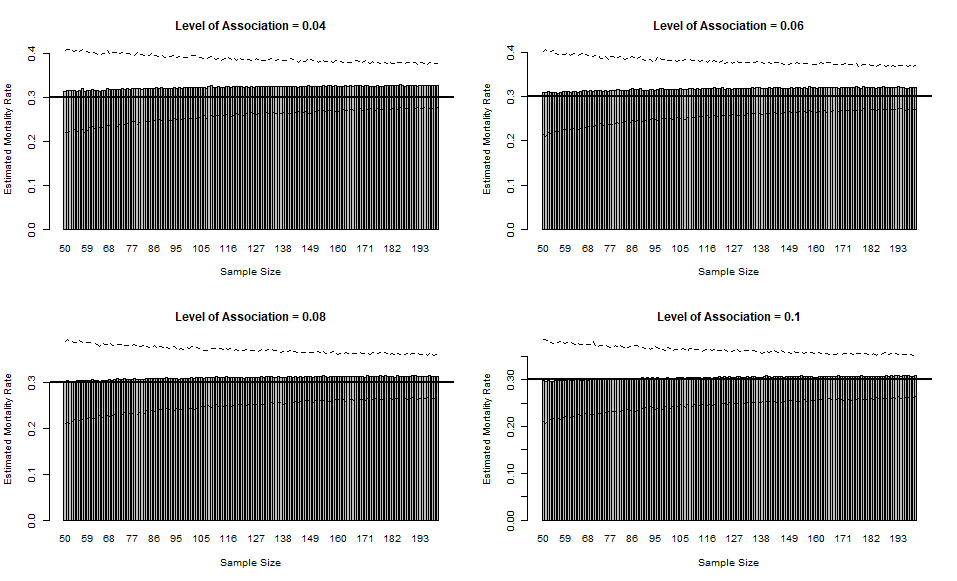 Level of Association = 0.04
Estimated Mortality Rate
0.0 0.1 0.2 0.3 0.4
50 59 68 77 86 95 105 116 127 138 149 160 171 182 193
Sample Size
Level of Association = 0.06
Estimated Mortality Rate
0.0 0.1 0.2 0.3 0.4
50 59 68 77 86 95 105 116 127 138 149 160 171 182 193
Sample Size
Level of Association = 0.08
Estimated Mortality Rate
0.0 0.1 0.2 0.3
50 59 68 77 86 95 105 116 127 138 149 160 171 182 193
Sample Size
Level of Association = 0.1
Estimated Mortality Rate
0.00 0.10 0.20 0.30
50 59 68 77 86 95 105 116 127 138 149 160 171 182 193
Sample Size